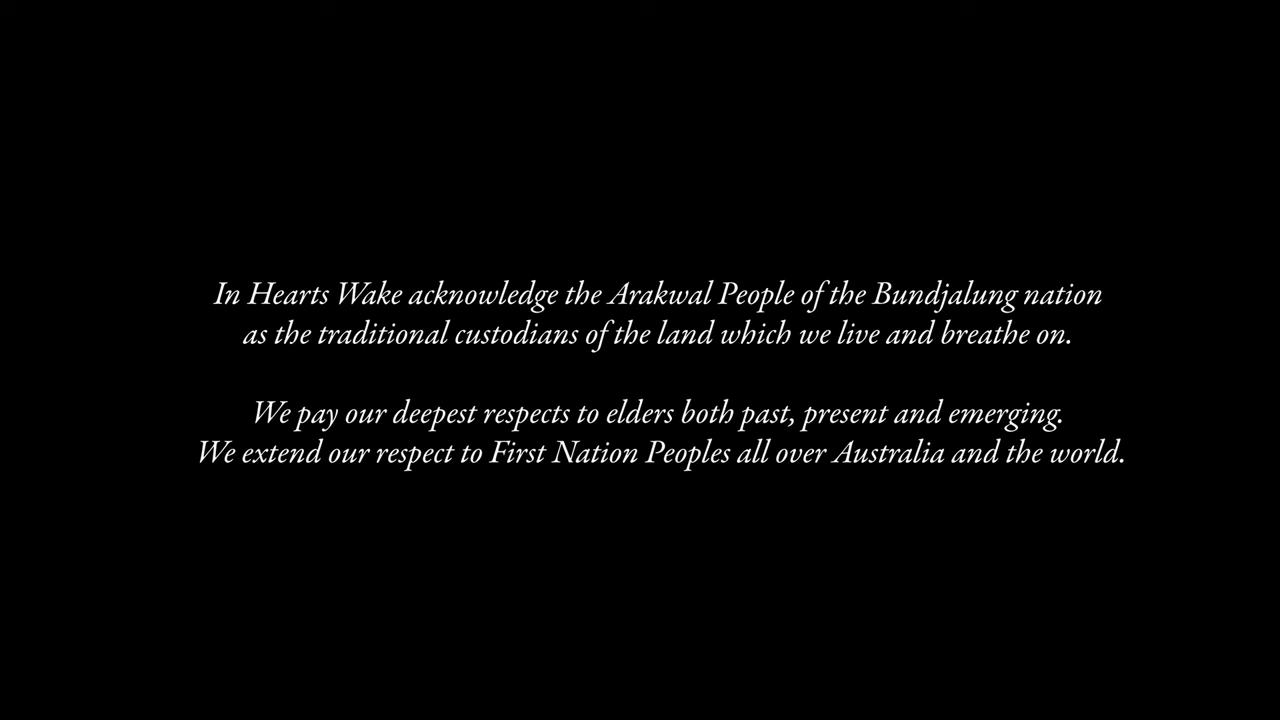 In Hearts Wake acknowledge the Arakwal People of the Bundjalung nation
as the traditional custodians of the land which we live and breathe on.
We pay our deepest respects to elders both past, present and emerging.
We extend our respect to First Nation Peoples all over Australia and the world.